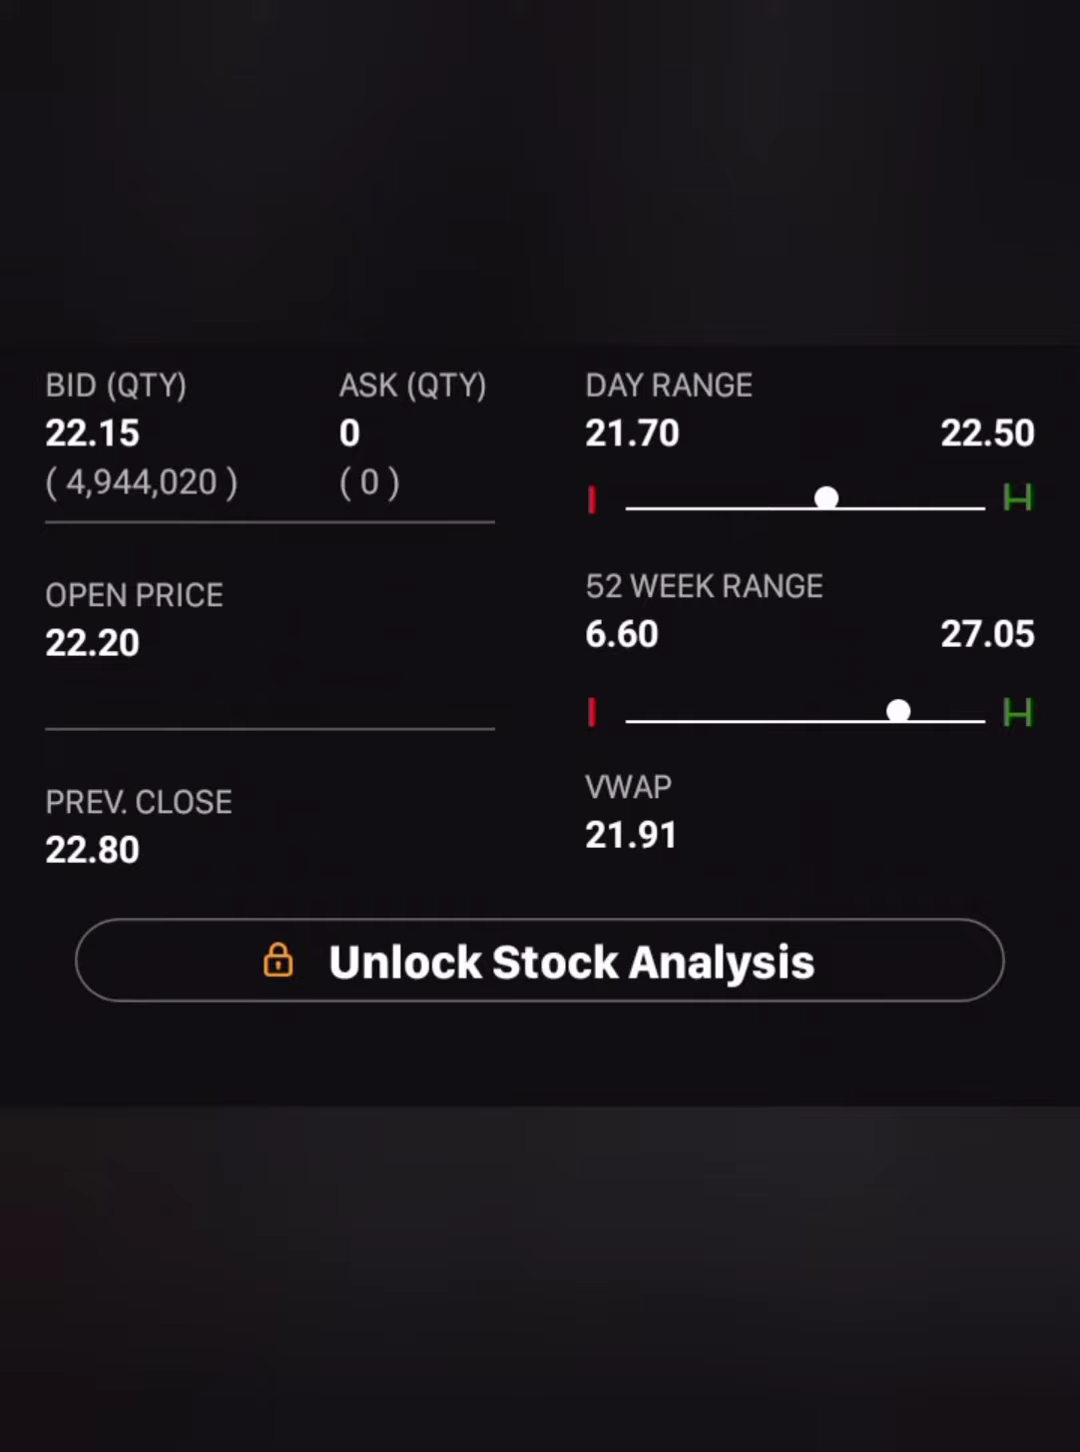 BID (QTY)
ASK (QTY)
22.15
0
( 4,944,020 )
( 0 )
OPEN PRICE
22.20
PREV. CLOSE
22.80
DAY RANGE
21.70
22.50
H
52 WEEK RANGE
6.60
27.05
H
VWAP
21.91
Unlock Stock Analysis